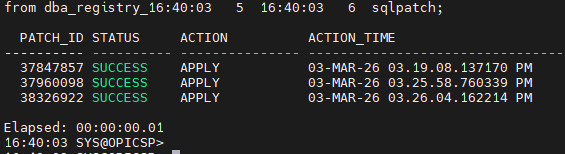 from dba_registry_16:40:03   5  16:40:03   6  sqlpatch;
  PATCH_ID STATUS     ACTION          ACTION_TIME
---------- ---------- --------------- ------------------------------
  37847857 SUCCESS    APPLY           03-MAR-26 03.19.08.137170 PM
  37960098 SUCCESS    APPLY           03-MAR-26 03.25.58.760339 PM
  38326922 SUCCESS    APPLY           03-MAR-26 03.26.04.162214 PM
Elapsed: 00:00:00.01
16:40:03 SYS@OPICSP>